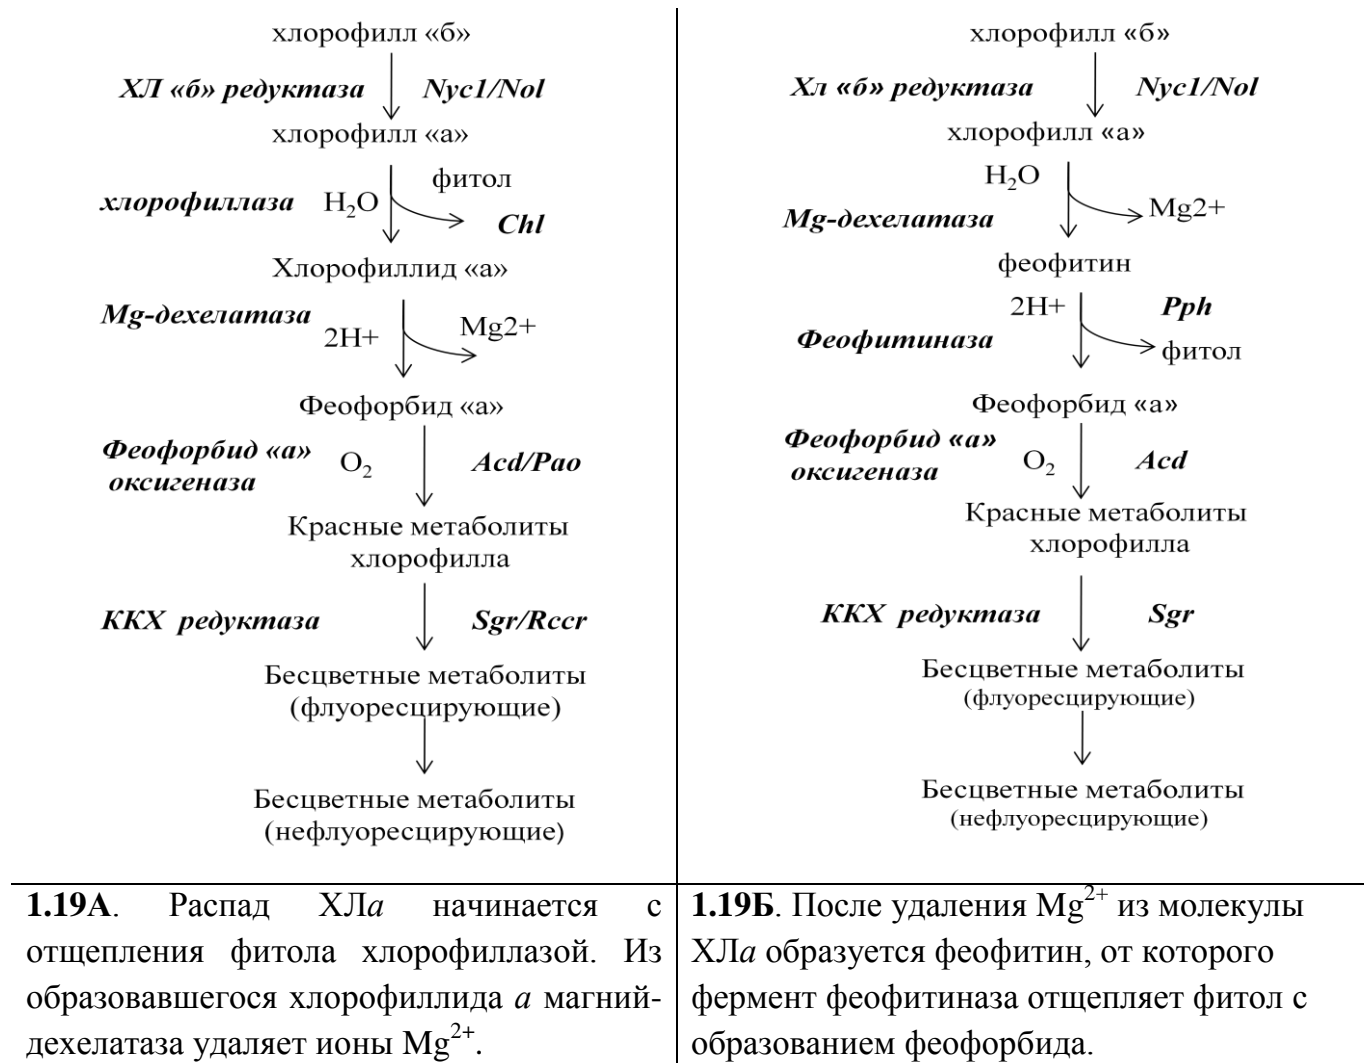 хлорофилл «б»
ХЛ «б» редуктаза Nyc1/Nol
хлорофилл «а»
фитол
хлорофиллаза H₂O
Chl
Хлорофиллид «а»
Mg-дехелатаза
2H+ Mg2+
Феофорбид «а»
Феофорбид «а»
оксигеназа
O₂ Acd/Pao
Красные метаболиты
хлорофилла
ККХ редуктаза Sgr/Rccr
Бесцветные метаболиты
(флуоресцирующие)
Бесцветные метаболиты
(нефлуоресцирующие)
1.19А. Распад ХЛа начинается с
отщепления фитола хлорофиллазой. Из
образовавшегося хлорофиллида а магний-
дехелатаза удаляет ионы Mg²⁺.
хлорофилл «б»
Хл «б» редуктаза Nyc1/Nol
хлорофилл «а»
H₂O
Mg-дехелатаза Mg2+
феофитин
2H+ Pph
Феофитиназа фитол
Феофорбид «а»
Феофорбид «а»
оксигеназа
O₂ Acd
Красные метаболиты
хлорофилла
ККХ редуктаза Sgr
Бесцветные метаболиты
(флуоресцирующие)
Бесцветные метаболиты
(нефлуоресцирующие)
1.19Б. После удаления Mg²⁺ из молекулы
ХЛа образуется феофитин, от которого
фермент феофитиназа отщепляет фитол с
образованием феофорбида.